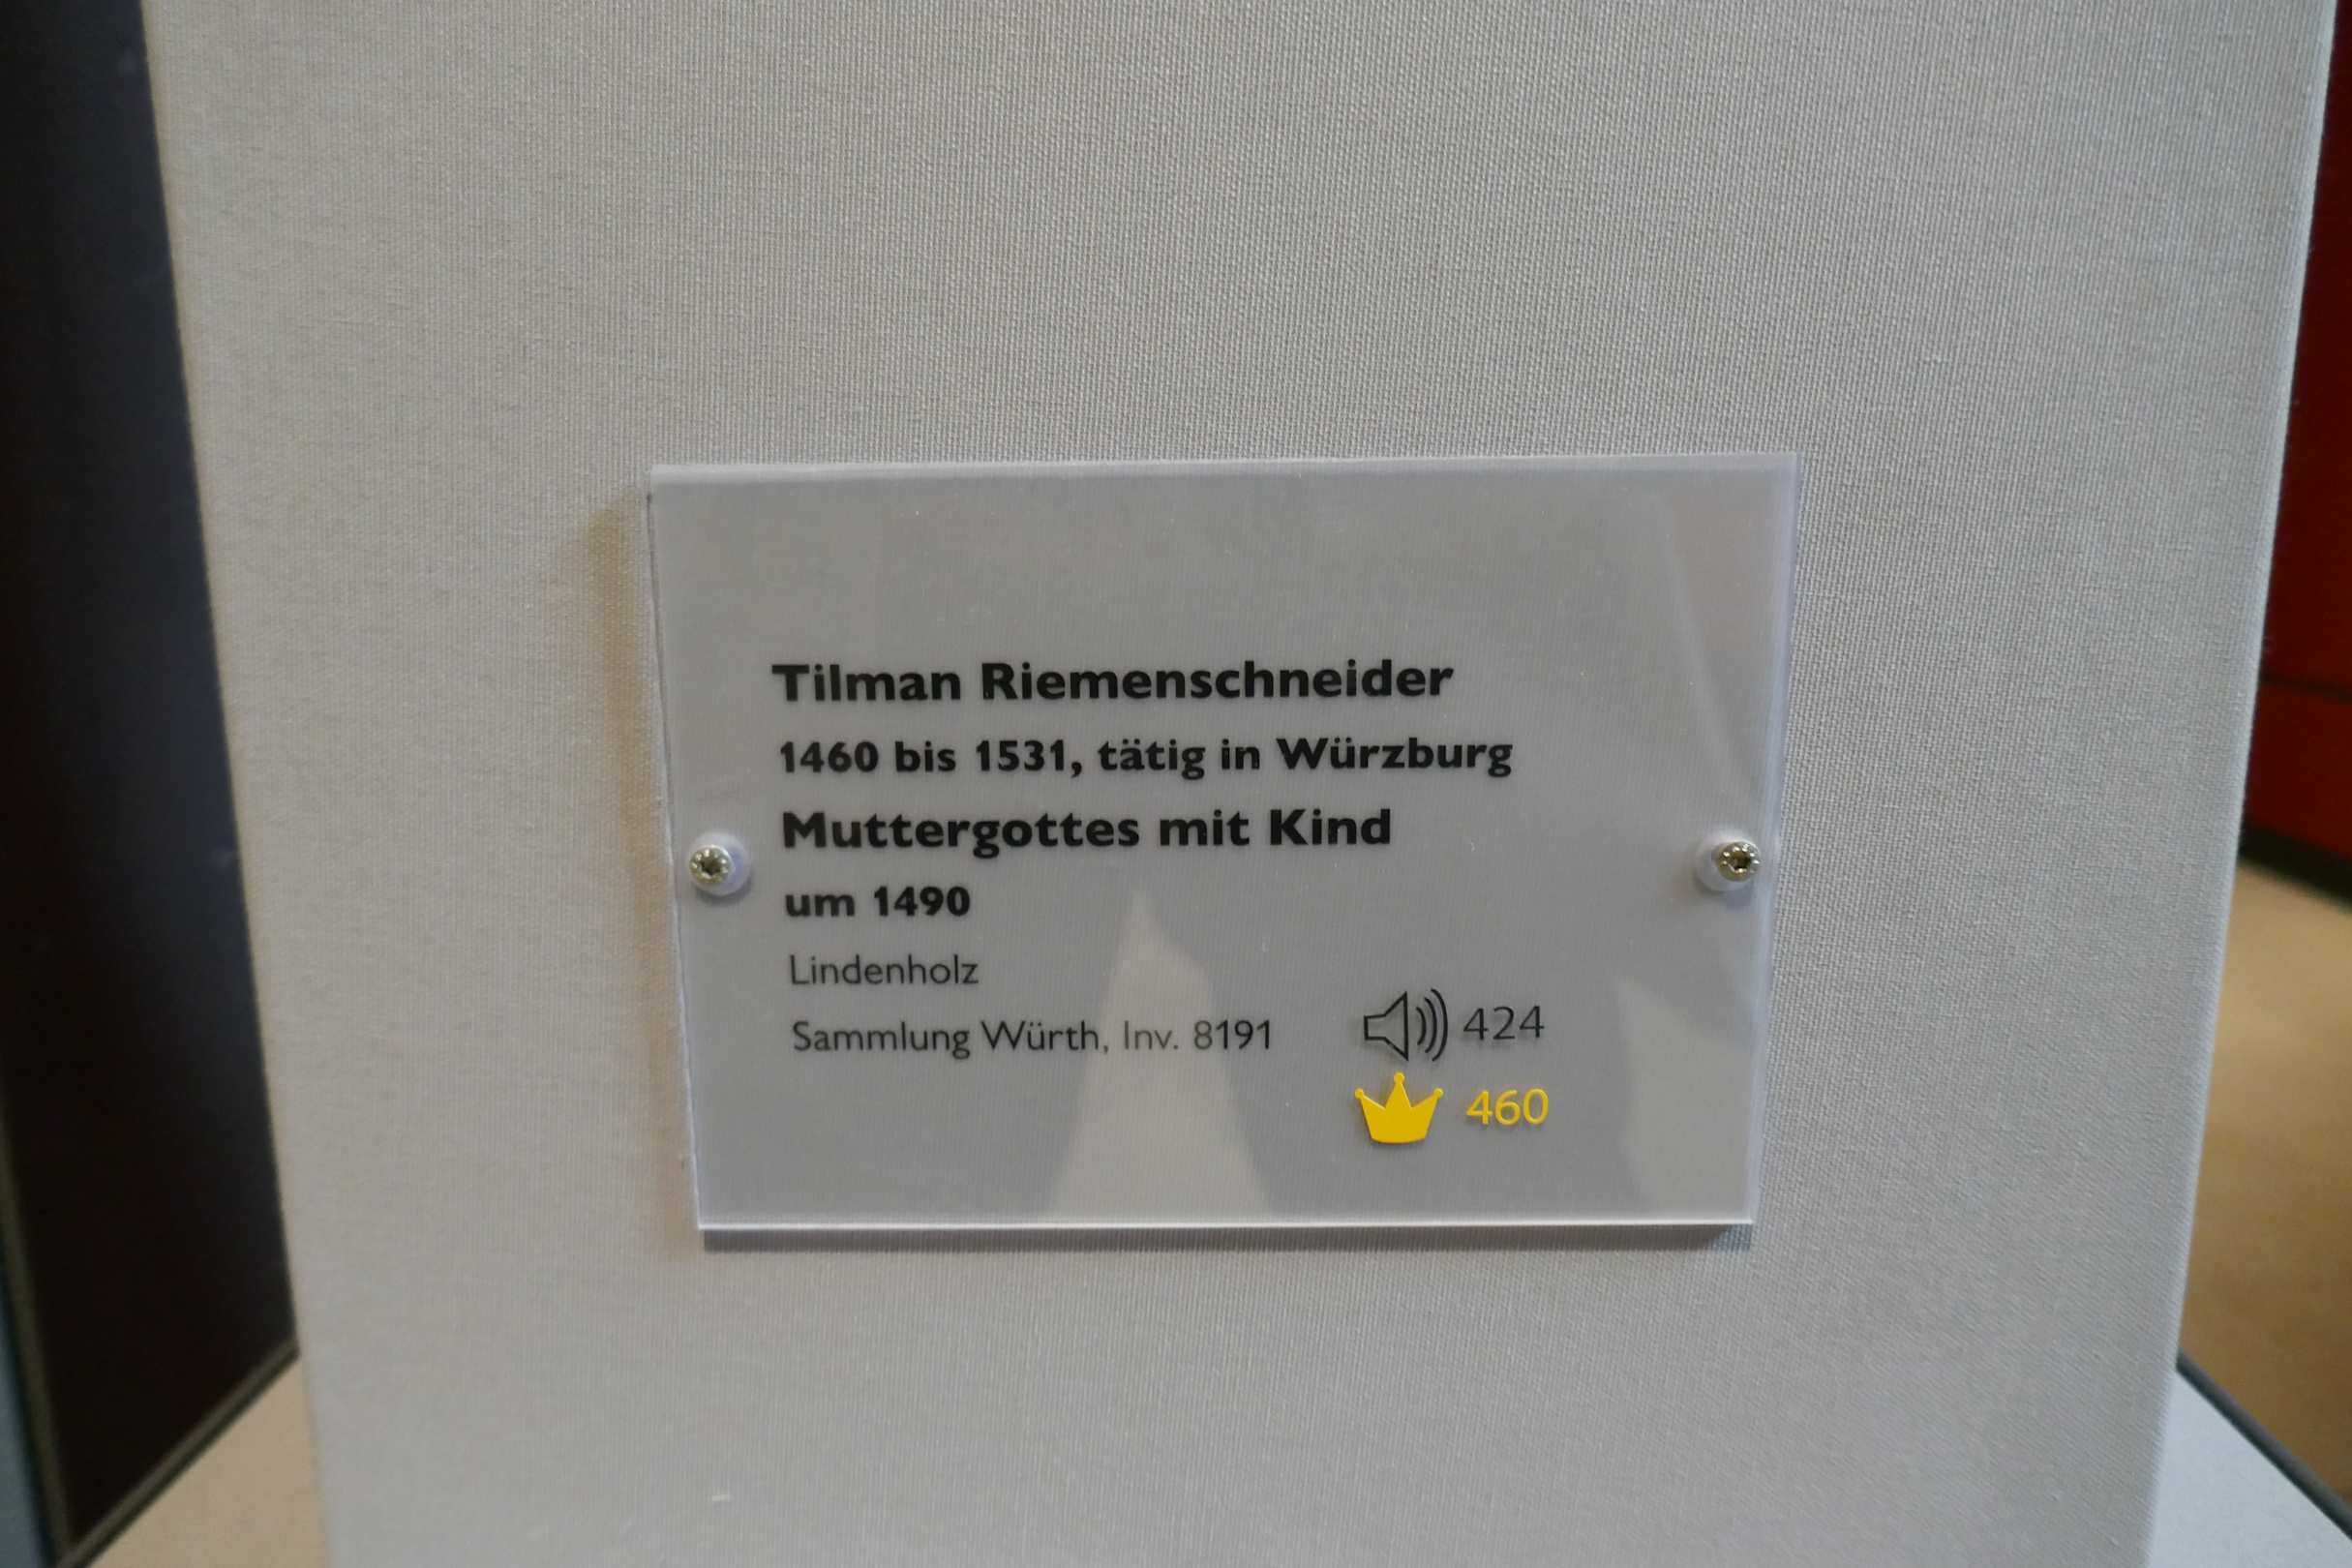 Tilman Riemenschneider
1460 bis 1531, tätig in Würzburg
Muttergottes mit Kind
um 1490
Lindenholz
Sammlung Würth, Inv. 8191
424
460